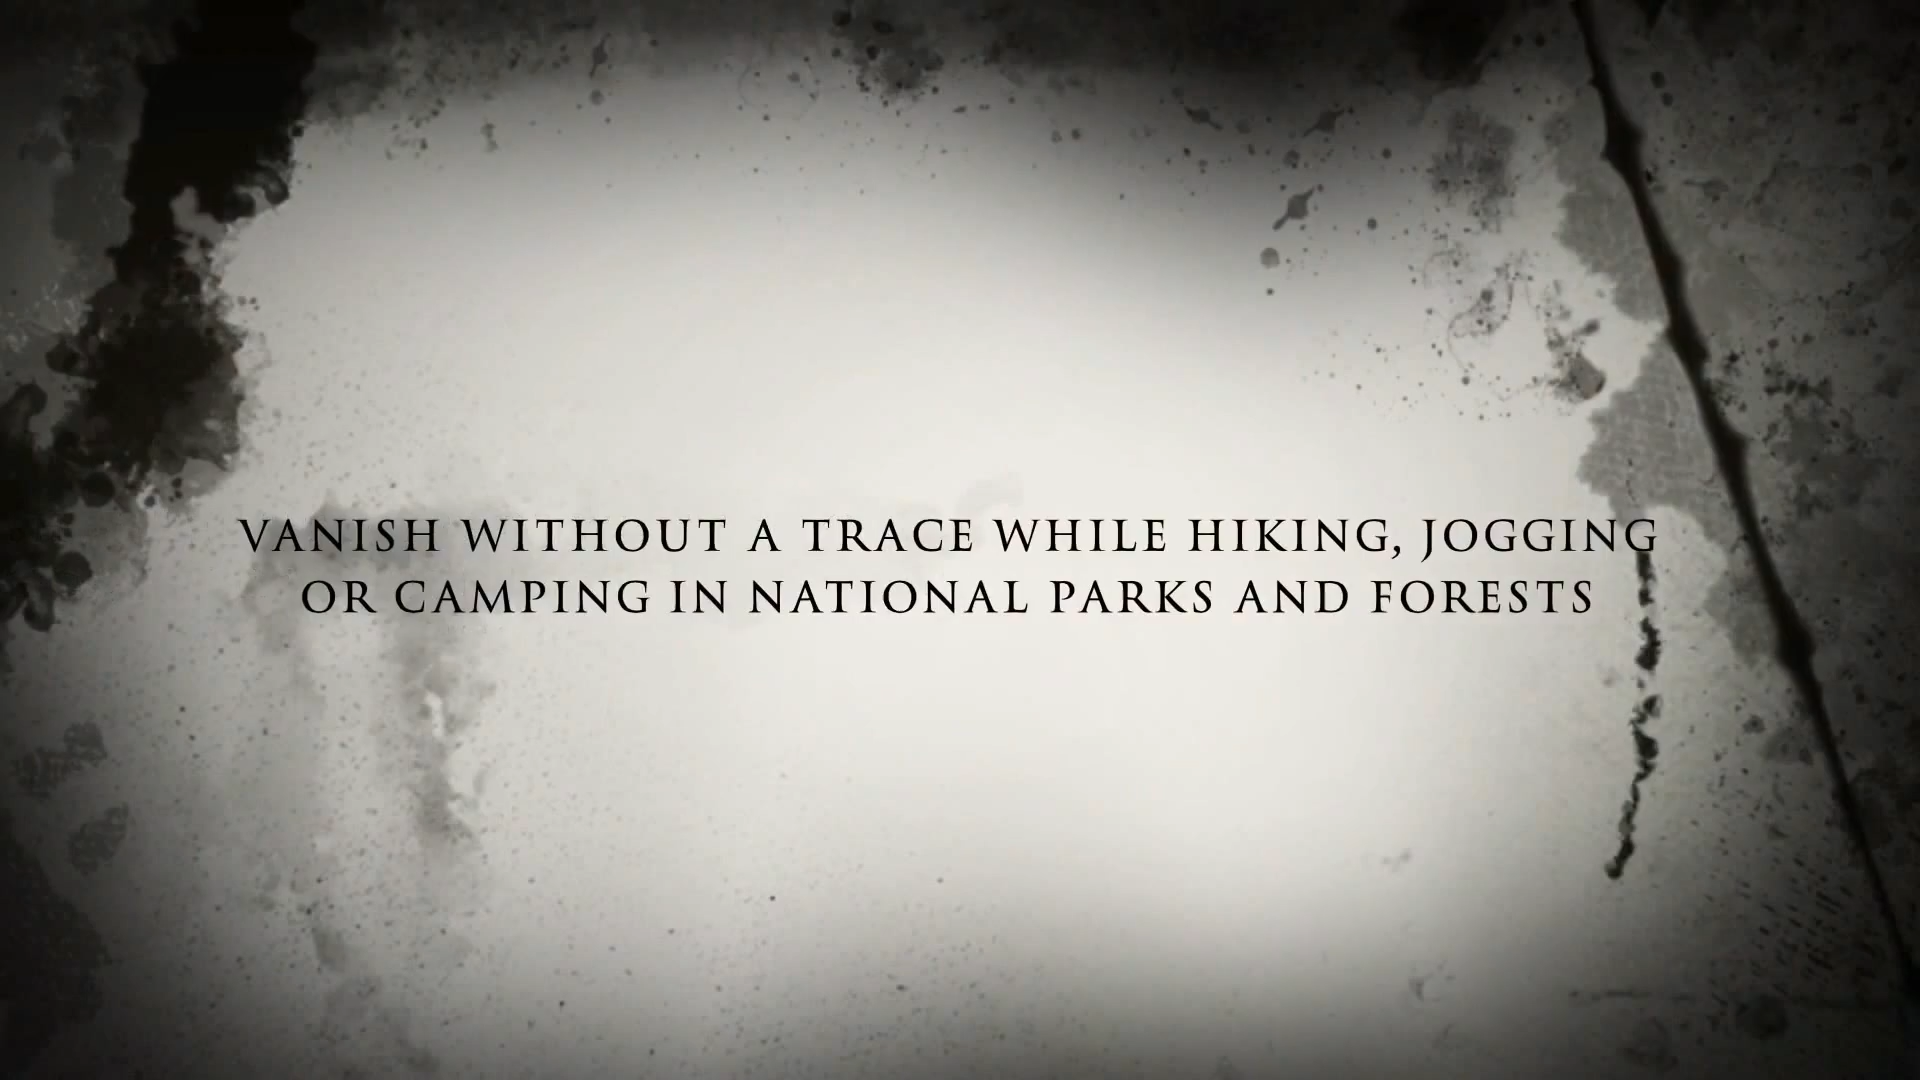 VANISH WITHOUT A TRACE WHILE HIKING, JOGGING
OR CAMPING IN NATIONAL PARKS AND FORESTS